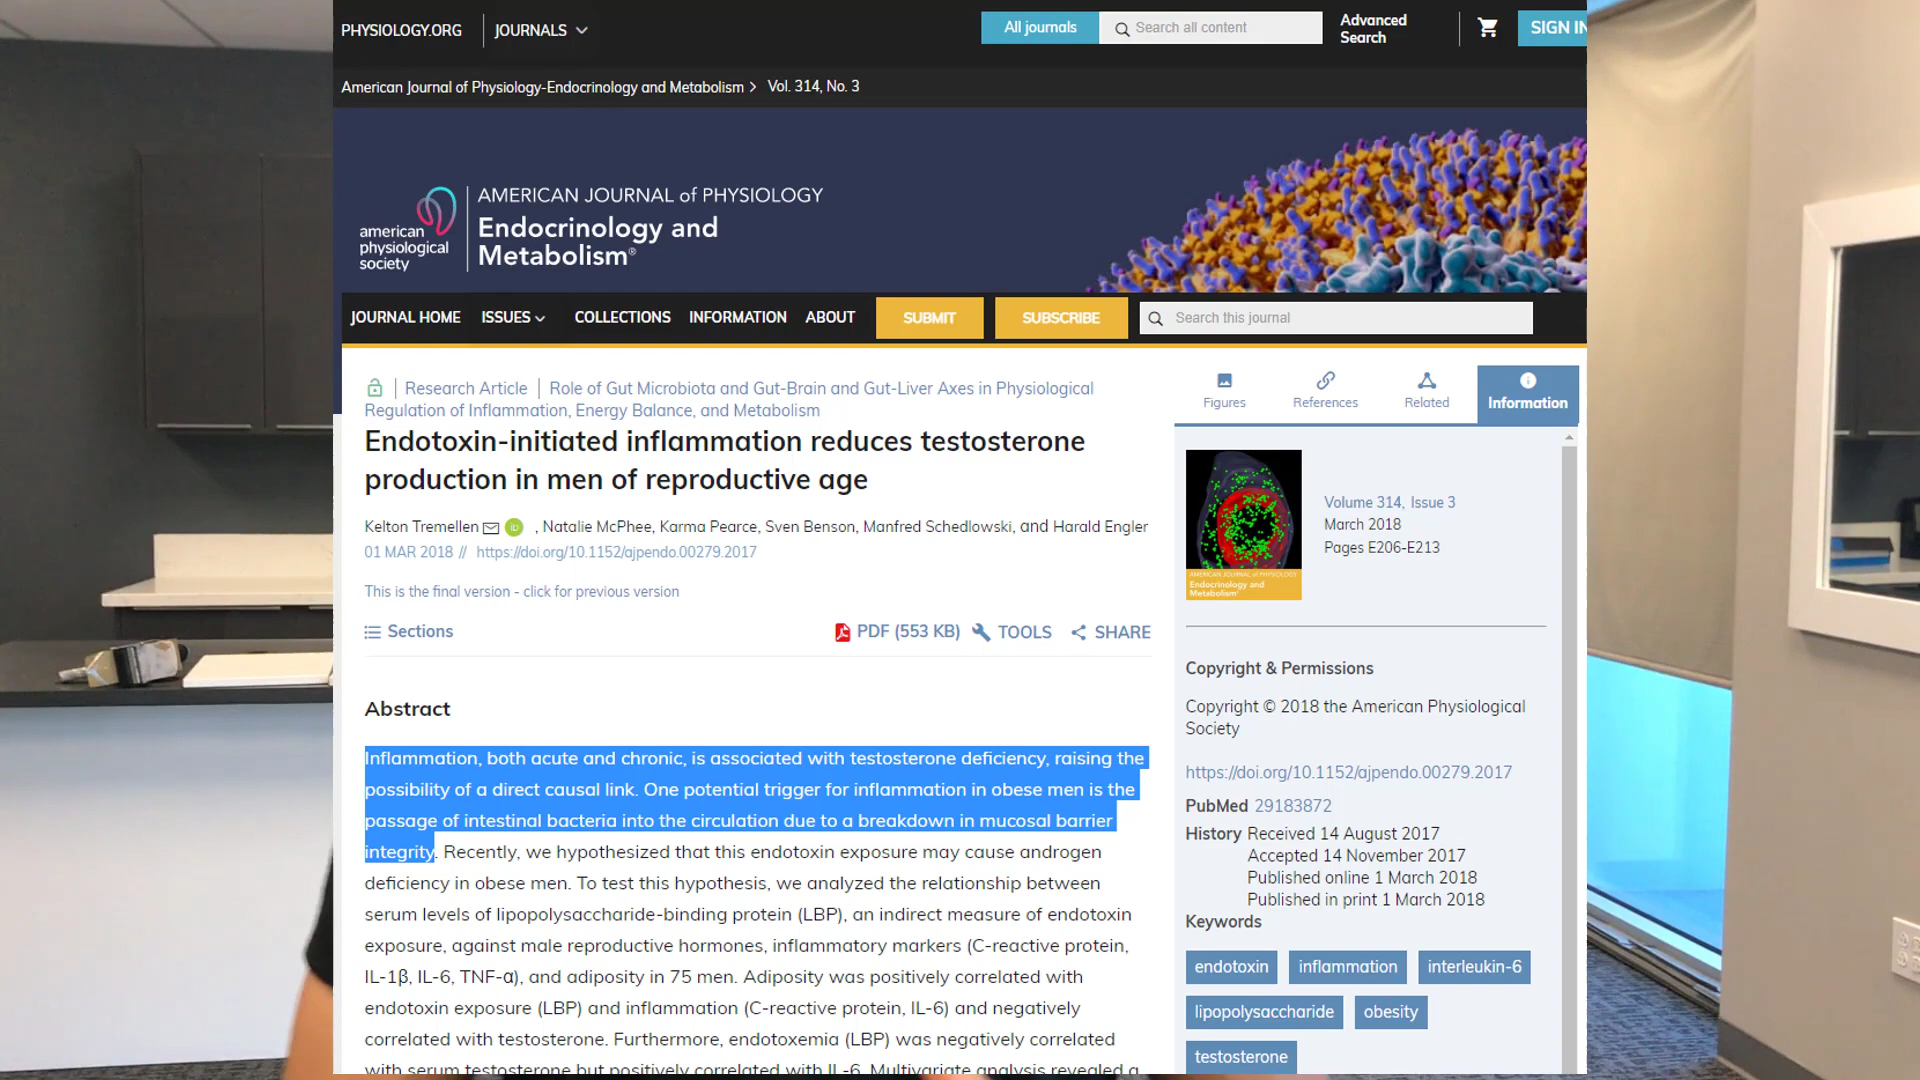 PHYSIOLOGY.ORG
JOURNALS
All journals
Search all content
Advanced
Search
SIGN IN
American Journal of Physiology-Endocrinology and Metabolism > Vol. 314, No. 3
american
physiological
society
AMERICAN JOURNAL of PHYSIOLOGY
Endocrinology and
Metabolism®
JOURNAL HOME
ISSUES
COLLECTIONS
INFORMATION
ABOUT
SUBMIT
SUBSCRIBE
Search this journal
Research Article | Role of Gut Microbiota and Gut-Brain and Gut-Liver Axes in Physiological
Regulation of Inflammation, Energy Balance, and Metabolism
Endotoxin-initiated inflammation reduces testosterone
production in men of reproductive age
Kelton Tremellen iD , Natalie McPhee, Karma Pearce, Sven Benson, Manfred Schedlowski, and Harald Engler
01 MAR 2018 // https://doi.org/10.1152/ajpendo.00279.2017
This is the final version - click for previous version
Sections
PDF (553 KB)
TOOLS
SHARE
Abstract
Inflammation, both acute and chronic, is associated with testosterone deficiency, raising the
possibility of a direct causal link. One potential trigger for inflammation in obese men is the
passage of intestinal bacteria into the circulation due to a breakdown in mucosal barrier
integrity. Recently, we hypothesized that this endotoxin exposure may cause androgen
deficiency in obese men. To test this hypothesis, we analyzed the relationship between
serum levels of lipopolysaccharide-binding protein (LBP), an indirect measure of endotoxin
exposure, against male reproductive hormones, inflammatory markers (C-reactive protein,
IL-1β, IL-6, TNF-α), and adiposity in 75 men. Adiposity was positively correlated with
endotoxin exposure (LBP) and inflammation (C-reactive protein, IL-6) and negatively
correlated with testosterone. Furthermore, endotoxemia (LBP) was negatively correlated
with serum testosterone but positively correlated with IL-6. Multivariate analysis revealed a
Figures
References
Related
Information
AMERICAN JOURNAL of PHYSIOLOGY
Endocrinology and
Metabolism
Volume 314, Issue 3
March 2018
Pages E206-E213
Copyright & Permissions
Copyright © 2018 the American Physiological
Society
https://doi.org/10.1152/ajpendo.00279.2017
PubMed 29183872
History Received 14 August 2017
Accepted 14 November 2017
Published online 1 March 2018
Published in print 1 March 2018
Keywords
endotoxin
inflammation
interleukin-6
lipopolysaccharide
obesity
testosterone